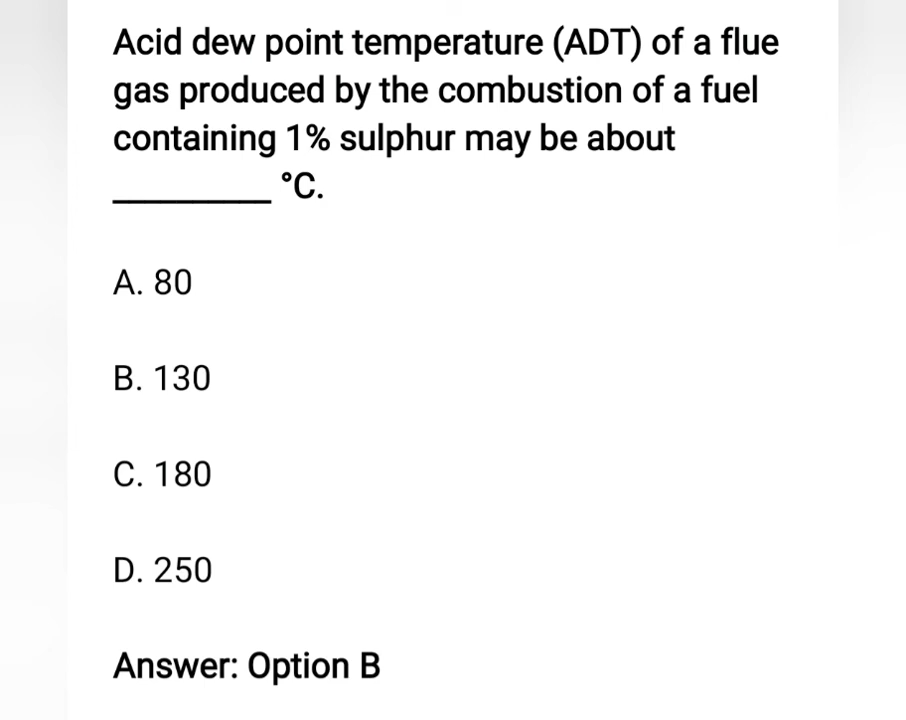 Acid dew point temperature (ADT) of a flue
gas produced by the combustion of a fuel
containing 1% sulphur may be about
_________ °C.
A. 80
B. 130
C. 180
D. 250
Answer: Option B